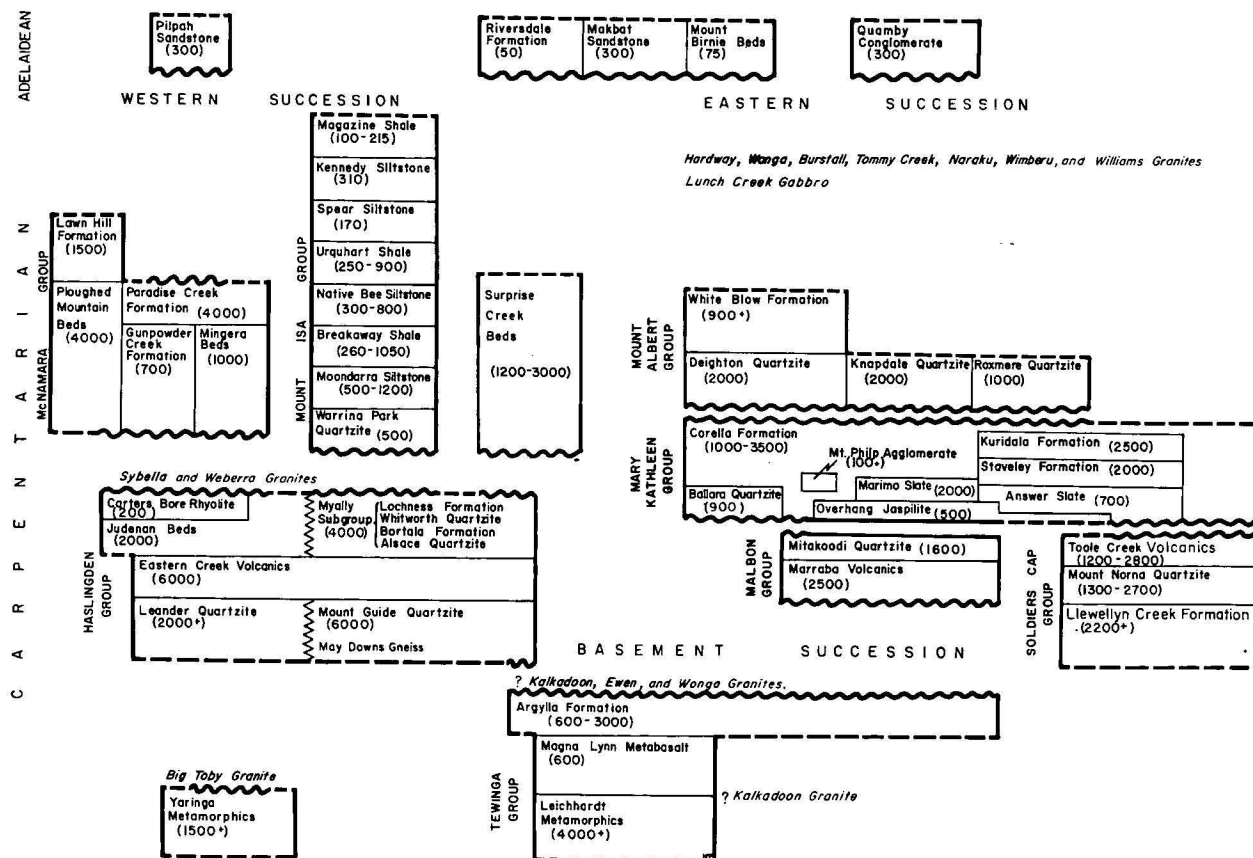 ADELAIDEAN
Pilpah
Sandstone
(300)
Riversdale
Formation
(50)
Makbat
Sandstone
(300)
Mount
Birnie Beds
(75)
Quamby
Conglomerate
(300)
WESTERN SUCCESSION
EASTERN SUCCESSION
CARPENTARIAN
Magazine Shale
(100-215)
Kennedy Siltstone
(310)
Spear Siltstone
(170)
Urquhart Shale
(250-900)
Native Bee Siltstone
(300-800)
Breakaway Shale
(260-1050)
Moondarra Siltstone
(500-1200)
Warrina Park
Quartzite (500)
MOUNT ISA GROUP
Hardway, Wonga, Burstall, Tommy Creek, Naraku, Wimberu, and Williams Granites
Lunch Creek Gabbro
McNAMARA GROUP
Lawn Hill
Formation
(1500)
Ploughed
Mountain
Beds
(4000)
Paradise Creek
Formation (4000)
Gunpowder
Creek
Formation
(700)
Mingera
Beds
(1000)
Surprise
Creek
Beds
(1200-3000)
MOUNT
ALBERT
GROUP
White Blow Formation
(900+)
Deighton Quartzite
(2000)
Knapdale Quartzite
(2000)
Roxmere Quartzite
(1000)
MARY
KATHLEEN
GROUP
Corella Formation
(1000-3500)
Mt. Philp Agglomerate
(100+)
Kuridala Formation
(2500)
Staveley Formation
(2000)
Marimo Slate
(2000)
Answer Slate
(700)
Ballara Quartzite
(900)
Overhang Jaspilite
(500)
Sybella and Weberra Granites
HASLINGDEN
GROUP
Carters Bore Rhyolite
(200)
Judenan Beds
(2000)
Myally
Subgroup
(4000)
Lochness Formation
Whitworth Quartzite
Bortala Formation
Alsace Quartzite
Eastern Creek Volcanics
(6000)
Leander Quartzite
(2000+)
Mount Guide Quartzite
(6000)
May Downs Gneiss
MALBON
GROUP
Mitakoodi Quartzite (1600)
Marraba Volcanics
(2500)
SOLDIERS CAP
GROUP
Toole Creek Volcanics
(1200-2800)
Mount Norna Quartzite
(1300-2700)
Llewellyn Creek Formation
(2200+)
BASEMENT SUCCESSION
? Kalkadoon, Ewen, and Wonga Granites.
Argylla Formation
(600-3000)
TEWINGA
GROUP
Magna Lynn Metabasalt
(600)
Leichhardt
Metamorphics
(4000+)
? Kalkadoon Granite
Big Toby Granite
Yaringa
Metamorphics
(1500+)